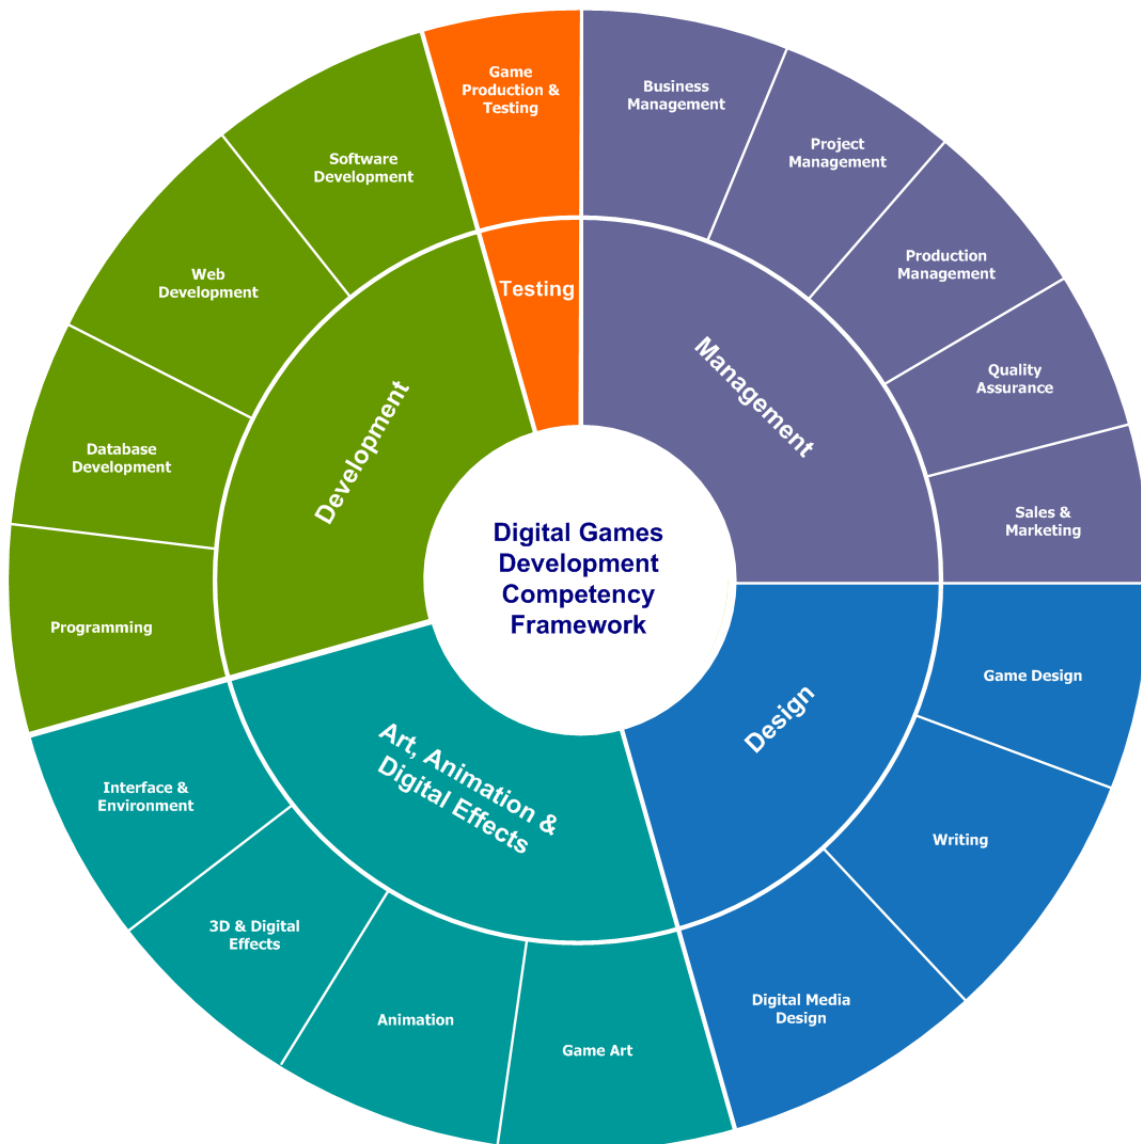 Digital Games
Development
Competency
Framework
Management
Business
Management
Project
Management
Production
Management
Quality
Assurance
Sales &
Marketing
Design
Game Design
Writing
Digital Media
Design
Art, Animation &
Digital Effects
Game Art
Animation
3D & Digital
Effects
Interface &
Environment
Development
Programming
Database
Development
Web
Development
Software
Development
Testing
Game
Production &
Testing